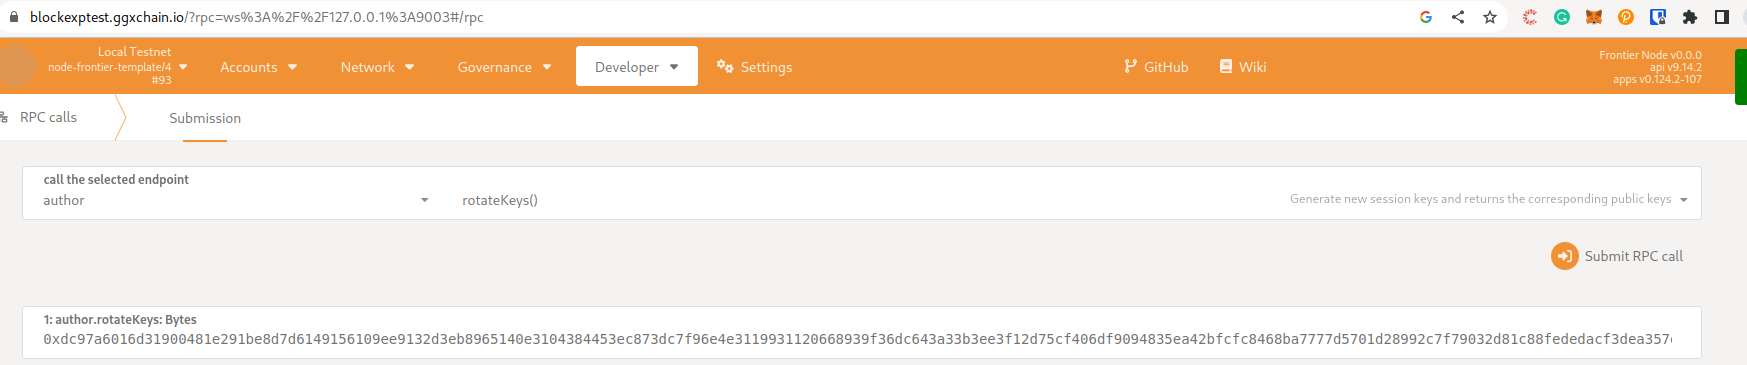 blockexptest.ggxchain.io/?rpc=ws%3A%2F%2F127.0.0.1%3A9003#/rpc
Local Testnet
node-frontier-template/4
#93
Accounts
Network
Governance
Developer
Settings
GitHub
Wiki
Frontier Node v0.0.0
api v9.14.2
apps v0.124.2-107
RPC calls
Submission
call the selected endpoint
author
rotateKeys()
Generate new session keys and returns the corresponding public keys
Submit RPC call
1: author.rotateKeys: Bytes
0xdc97a6016d31900481e291be8d7d6149156109ee9132d3eb8965140e3104384453ec873dc7f96e4e3119931120668939f36dc643a33b3ee3f12d75cf406df9094835ea42bfcfc8468ba7777d5701d28992c7f79032d81c88fededacf3dea357